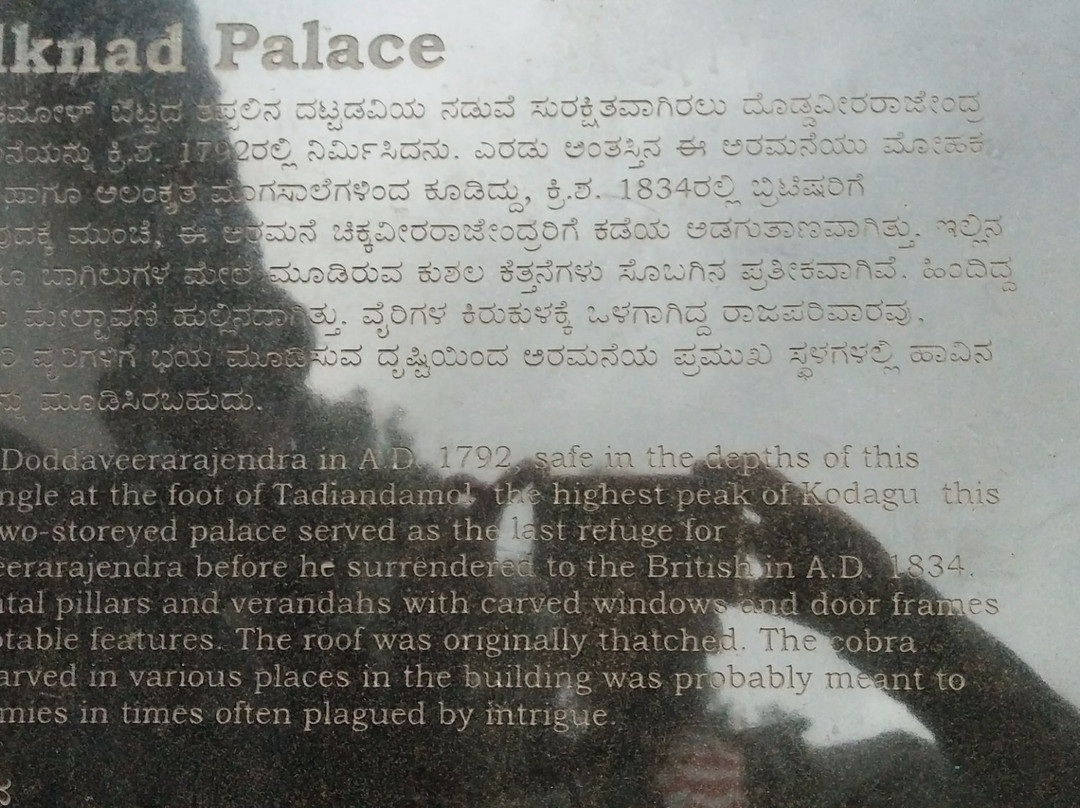 lknad Palace
ಕಮೋಳ್ ಬೆಟ್ಟದ ತಪ್ಪಲಿನ ದಟ್ಟಡವಿಯ ನಡುವೆ ಸುರಕ್ಷಿತವಾಗಿರಲು ದೊಡ್ಡವೀರರಾಜೇಂದ್ರ
ನೆಯನ್ನು ಕ್ರಿ.ಶ. 1792ರಲ್ಲಿ ನಿರ್ಮಿಸಿದನು. ಎರಡು ಅಂತಸ್ತಿನ ಈ ಅರಮನೆಯು ಮೋಹಕ
ಹಾಗೂ ಅಲಂಕೃತ ಮೊಗಸಾಲೆಗಳಿಂದ ಕೂಡಿದ್ದು, ಕ್ರಿ.ಶ. 1834ರಲ್ಲಿ ಬ್ರಿಟಿಷರಿಗೆ
ವುದಕ್ಕೆ ಮುಂಚೆ, ಈ ಅರಮನೆ ಚಿಕ್ಕವೀರರಾಜೇಂದ್ರರಿಗೆ ಕಡೆಯ ಅಡಗುತಾಣವಾಗಿತ್ತು. ಇಲ್ಲಿನ
ಬಾಗಿಲುಗಳ ಮೇಲೆ ಮೂಡಿರುವ ಕುಶಲ ಕೆತ್ತನೆಗಳು ಸೊಬಗಿನ ಪ್ರತೀಕವಾಗಿವೆ. ಹಿಂದಿದ್ದ
ಮೇಲ್ಛಾವಣಿ ಹುಲ್ಲಿನದಾಗಿತ್ತು. ವೈರಿಗಳ ಕಿರುಕುಳಕ್ಕೆ ಒಳಗಾಗಿದ್ದ ರಾಜಪರಿವಾರವು,
ವೈರಿಗಳಿಗೆ ಭಯ ಮೂಡಿಸುವ ದೃಷ್ಟಿಯಿಂದ ಅರಮನೆಯ ಪ್ರಮುಖ ಸ್ಥಳಗಳಲ್ಲಿ ಹಾವಿನ
ಮೂಡಿಸಿರಬಹುದು.
Doddaveerarajendra in A.D. 1792, safe in the depths of this
ngle at the foot of Tadiandamol, the highest peak of Kodagu this
wo-storeyed palace served as the last refuge for
eerarajendra before he surrendered to the British in A.D. 1834.
ntal pillars and verandahs with carved windows and door frames
otable features. The roof was originally thatched. The cobra
arved in various places in the building was probably meant to
mies in times often plagued by intrigue.